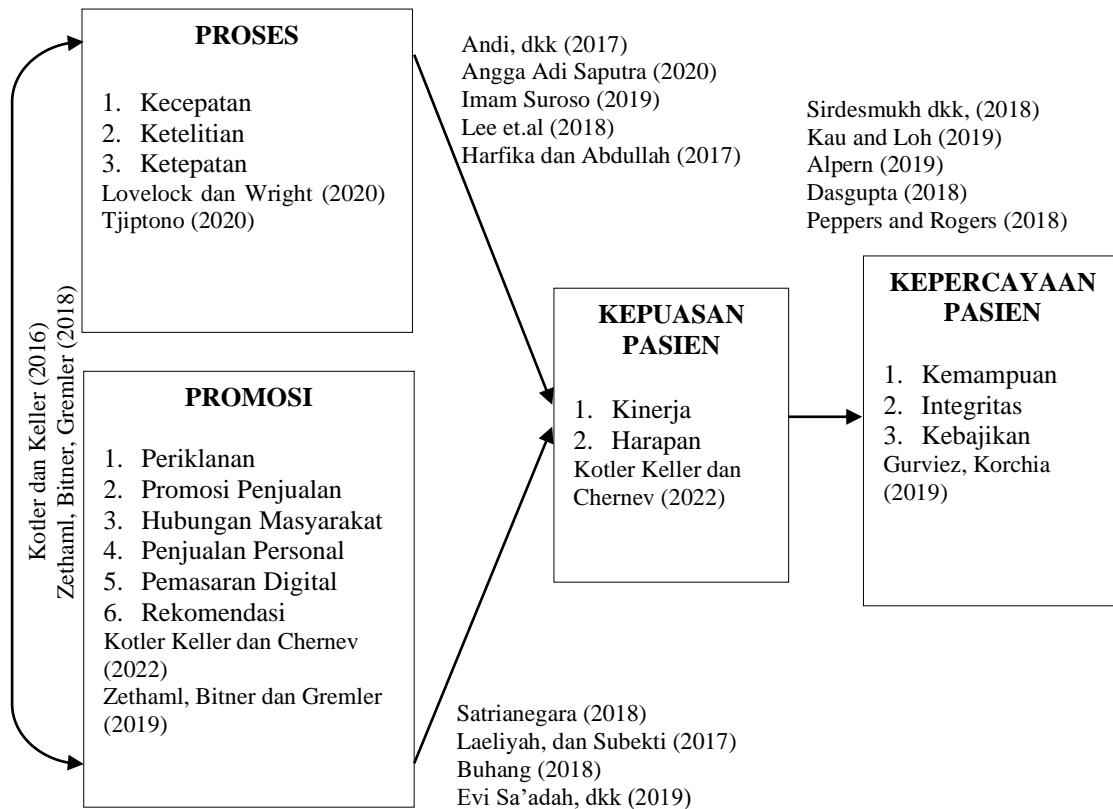 PROSES
1. Kecepatan
2. Ketelitian
3. Ketepatan
Lovelock dan Wright (2020)
Tjiptono (2020)
Andi, dkk (2017)
Angga Adi Saputra (2020)
Imam Suroso (2019)
Lee et.al (2018)
Harfika dan Abdullah (2017)
Sirdesmukh dkk, (2018)
Kau and Loh (2019)
Alpern (2019)
Dasgupta (2018)
Peppers and Rogers (2018)
Kotler dan Keller (2016)
Zethaml, Bitner, Gremler (2018)
PROMOSI
1. Periklanan
2. Promosi Penjualan
3. Hubungan Masyarakat
4. Penjualan Personal
5. Pemasaran Digital
6. Rekomendasi
Kotler Keller dan Chernev
(2022)
Zethaml, Bitner dan Gremler
(2019)
KEPUASAN
PASIEN
1. Kinerja
2. Harapan
Kotler Keller dan
Chernev (2022)
KEPERCAYAAN
PASIEN
1. Kemampuan
2. Integritas
3. Kebajikan
Gurviez, Korchia
(2019)
Satrianegara (2018)
Laeliyah, dan Subekti (2017)
Buhang (2018)
Evi Sa’adah, dkk (2019)